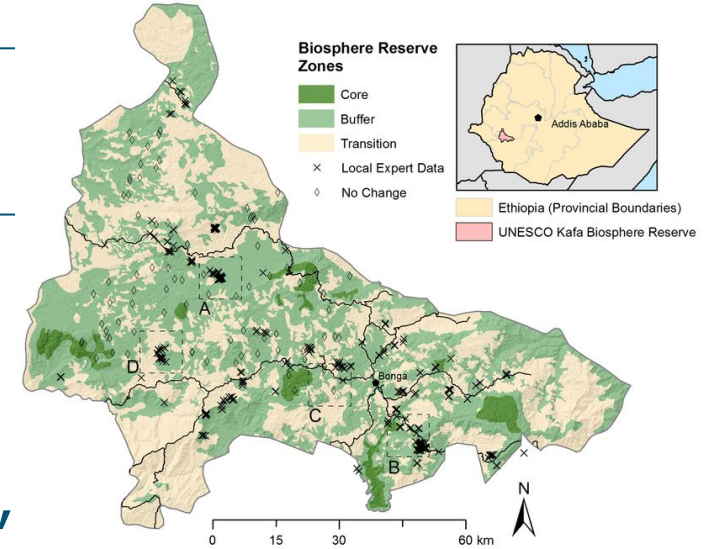 Biosphere Reserve
Zones
Core
Buffer
Transition
Local Expert Data
No Change
Addis Ababa
Ethiopia (Provincial Boundaries)
UNESCO Kafa Biosphere Reserve
A
D
Bonga
C
B
N
0 15 30 60 km